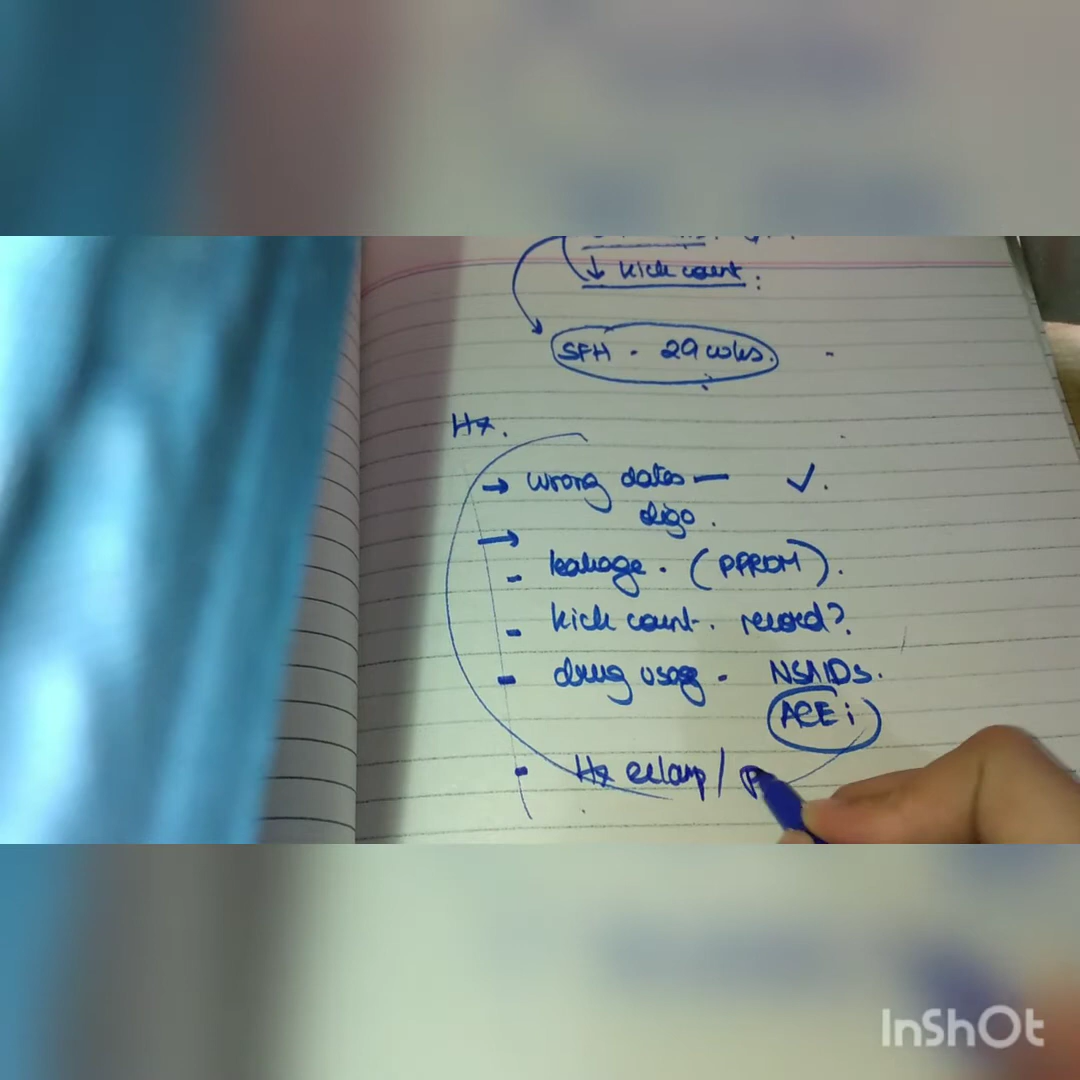 ↓ kick count :
SFH - 29 wks.
Hx.
→ wrong dates — ✓.
oligo.
→
- leakage. (PPROM).
- kick count. record?
- drug usage - NSAIDs.
ACE i
- Hx eclamp / P
InShOt